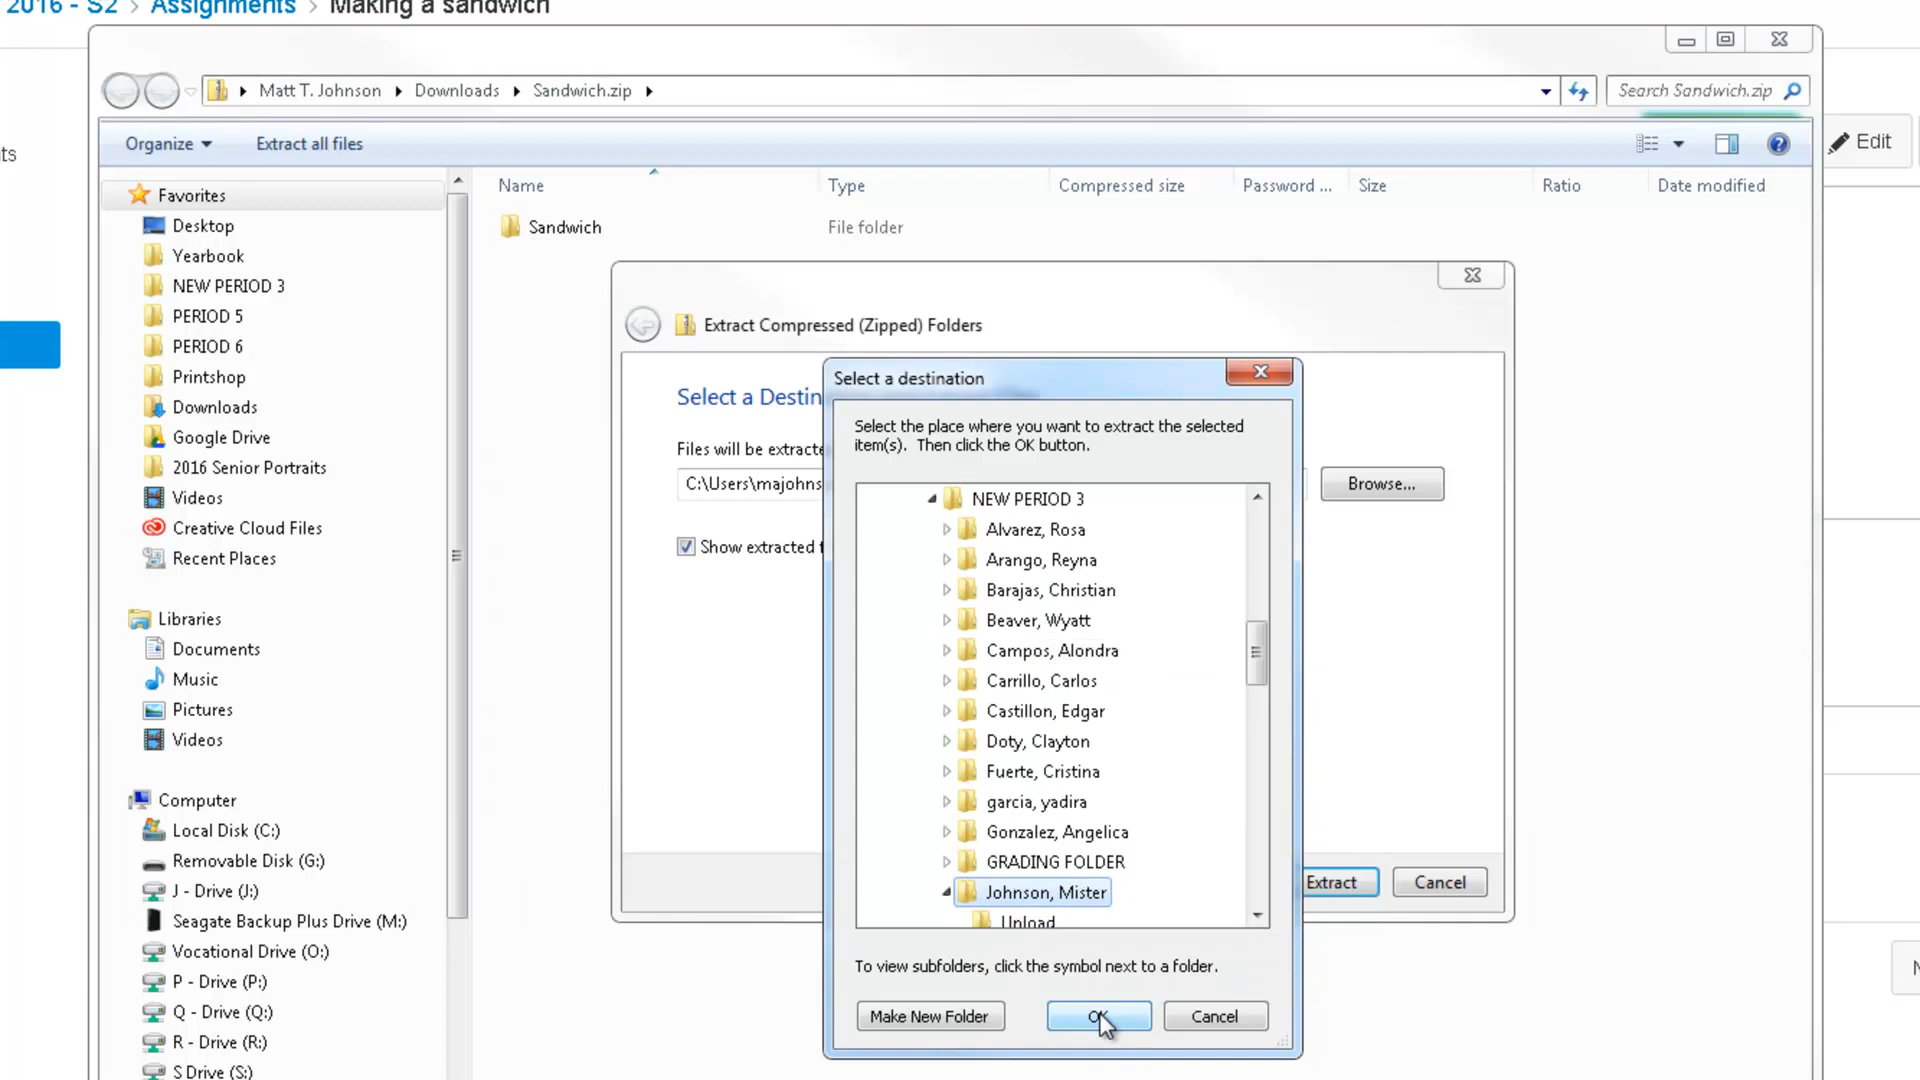 2016 - S2 > Assignments > Making a sandwich
Matt T. Johnson ▸ Downloads ▸ Sandwich.zip ▸
Search Sandwich.zip
Organize
Extract all files
Edit
ts
Favorites
Desktop
Yearbook
NEW PERIOD 3
PERIOD 5
PERIOD 6
Printshop
Downloads
Google Drive
2016 Senior Portraits
Videos
Creative Cloud Files
Recent Places
Libraries
Documents
Music
Pictures
Videos
Computer
Local Disk (C:)
Removable Disk (G:)
J - Drive (J:)
Seagate Backup Plus Drive (M:)
Vocational Drive (O:)
P - Drive (P:)
Q - Drive (Q:)
R - Drive (R:)
S Drive (S:)
Name Type Compressed size Password ... Size Ratio Date modified
Sandwich File folder
Extract Compressed (Zipped) Folders
Select a Destin
Files will be extracte
C:\Users\majohns
Browse...
Show extracted f
Extract
Cancel
Select a destination
Select the place where you want to extract the selected
item(s). Then click the OK button.
NEW PERIOD 3
Alvarez, Rosa
Arango, Reyna
Barajas, Christian
Beaver, Wyatt
Campos, Alondra
Carrillo, Carlos
Castillon, Edgar
Doty, Clayton
Fuerte, Cristina
garcia, yadira
Gonzalez, Angelica
GRADING FOLDER
Johnson, Mister
Unload
To view subfolders, click the symbol next to a folder.
Make New Folder
OK
Cancel
N